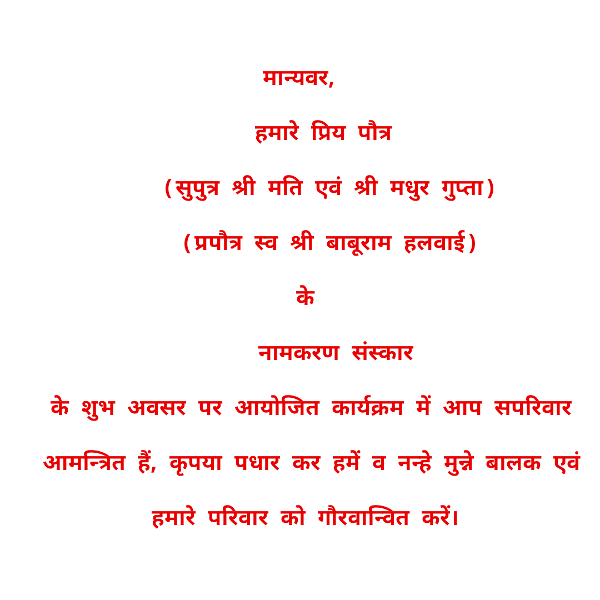 मान्यवर,
हमारे प्रिय पौत्र
(सुपुत्र श्री मति एवं श्री मधुर गुप्ता)
(प्रपौत्र स्व श्री बाबूराम हलवाई)
के
नामकरण संस्कार
के शुभ अवसर पर आयोजित कार्यक्रम में आप सपरिवार
आमन्त्रित हैं, कृपया पधार कर हमें व नन्हे मुन्ने बालक एवं
हमारे परिवार को गौरवान्वित करें।